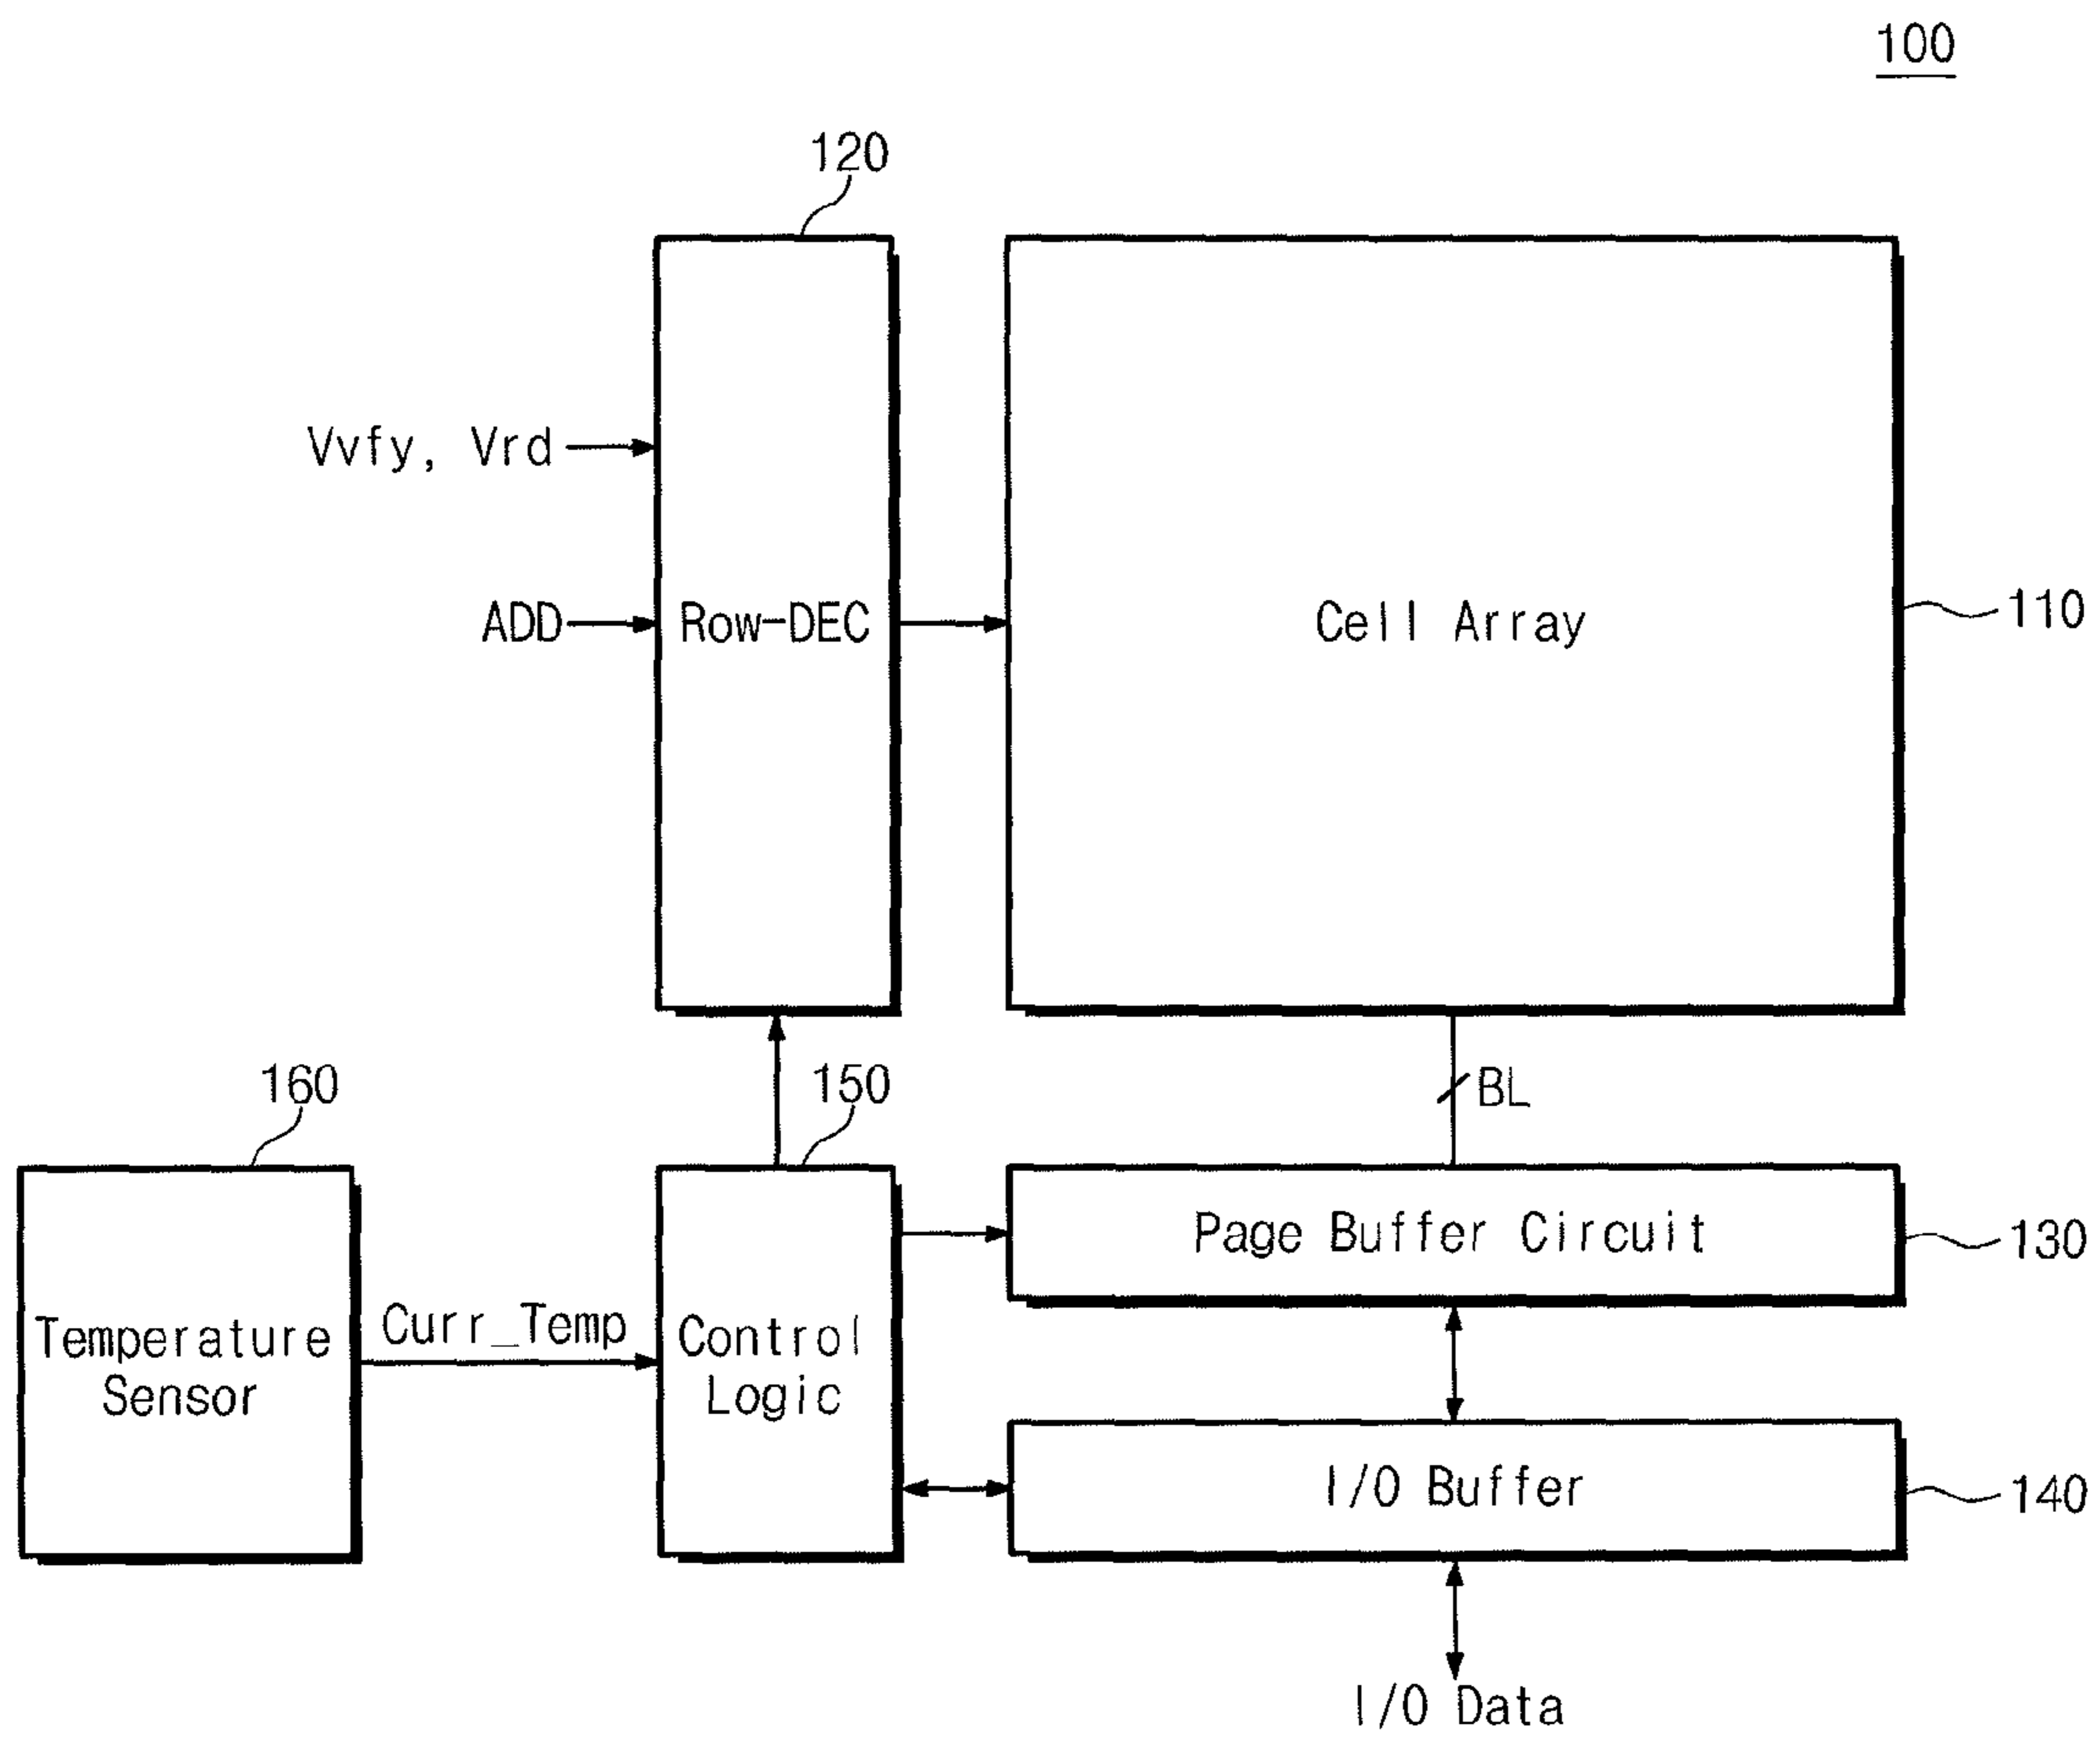 100
120
Vvfy, Vrd
ADD
Row-DEC
Cell Array
110
160
150
BL
Page Buffer Circuit
130
Curr_Temp
Temperature
Sensor
Control
Logic
I/O Buffer
140
I/O Data